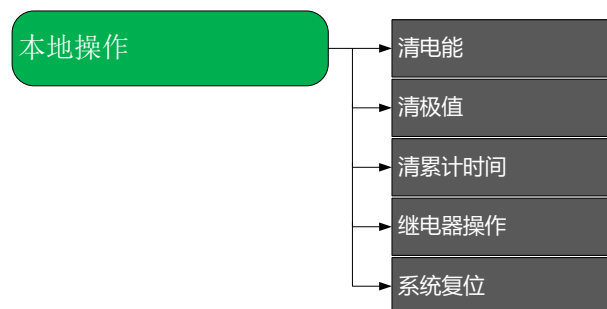 本地操作
清电能
清极值
清累计时间
继电器操作
系统复位